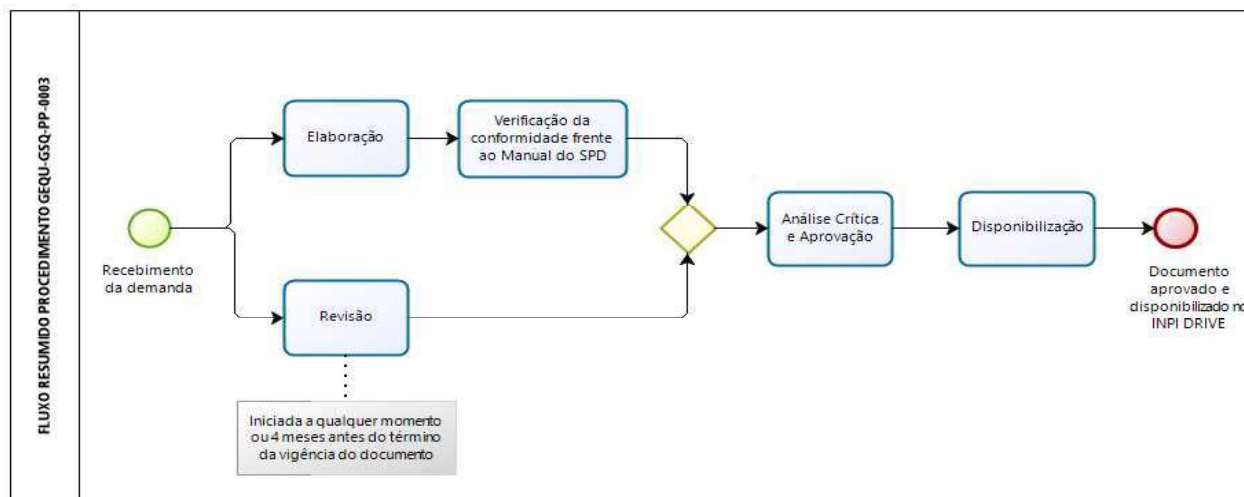 FLUXO RESUMIDO PROCEDIMENTO GEQU-GSQ-PP-0003
Recebimento
da demanda
Elaboração
Verificação da
conformidade frente
ao Manual do SPD
Revisão
Iniciada a qualquer momento
ou 4 meses antes do término
da vigência do documento
Análise Crítica
e Aprovação
Disponibilização
Documento
aprovado e
disponibilizado no
INPI DRIVE